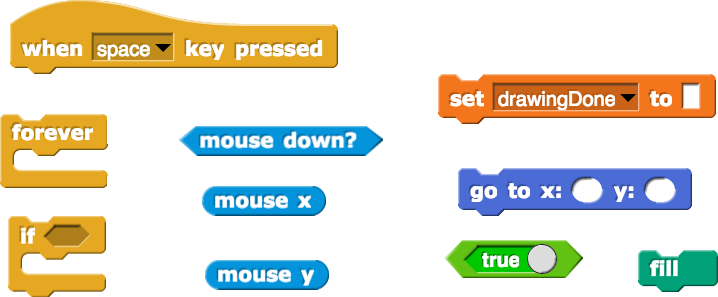 when space key pressed
set drawingDone to
forever
mouse down?
go to x: y:
mouse x
if
true
fill
mouse y